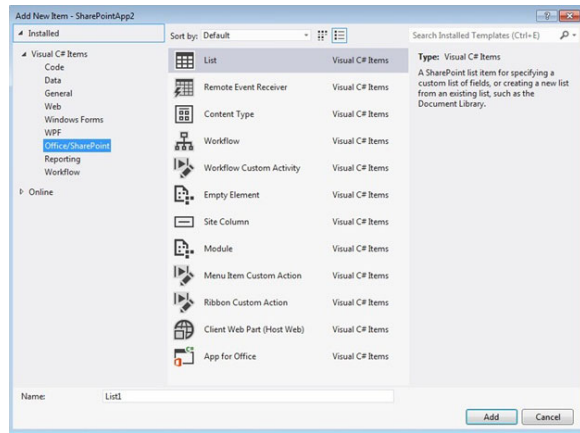 Add New Item - SharePointApp2
Installed
Sort by: Default
Search Installed Templates (Ctrl+E)
Visual C# Items
Code
Data
General
Web
Windows Forms
WPF
Office/SharePoint
Reporting
Workflow
Online
List Visual C# Items
Remote Event Receiver Visual C# Items
Content Type Visual C# Items
Workflow Visual C# Items
Workflow Custom Activity Visual C# Items
Empty Element Visual C# Items
Site Column Visual C# Items
Module Visual C# Items
Menu Item Custom Action Visual C# Items
Ribbon Custom Action Visual C# Items
Client Web Part (Host Web) Visual C# Items
App for Office Visual C# Items
Type: Visual C# Items
A SharePoint list item for specifying a
custom list of fields, or creating a new list
from an existing list, such as the
Document Library.
Name: List1
Add Cancel